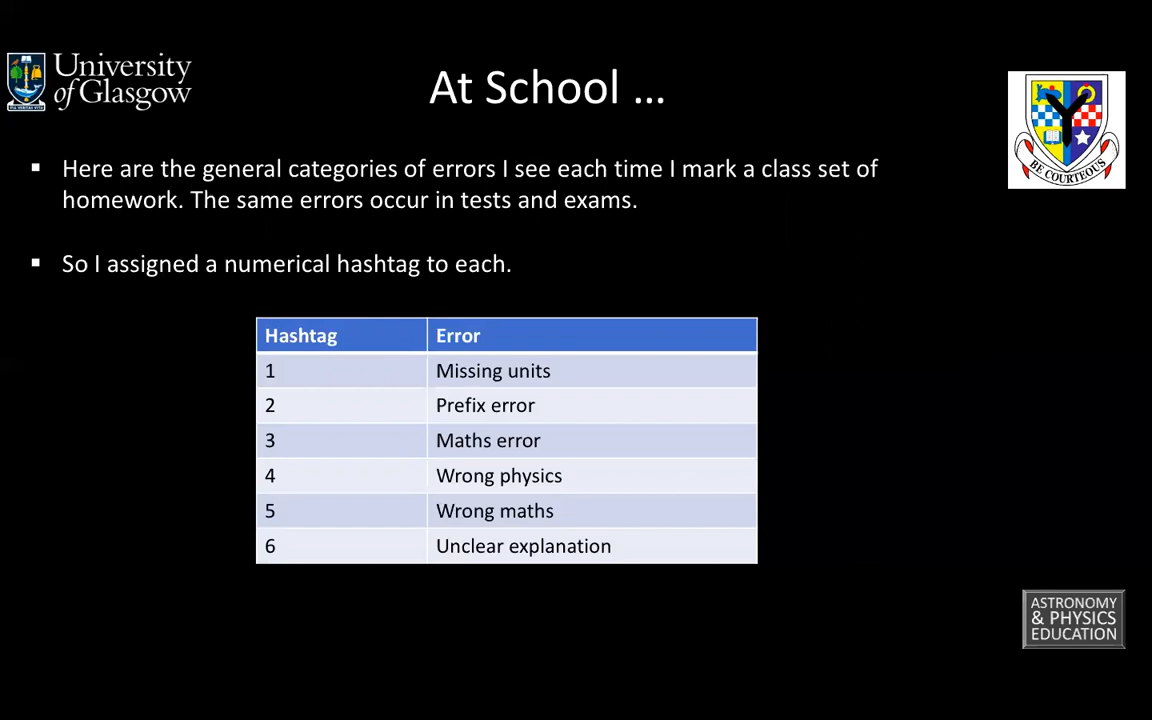 University
of Glasgow
At School …
BE COURTEOUS
▪ Here are the general categories of errors I see each time I mark a class set of
homework. The same errors occur in tests and exams.
▪ So I assigned a numerical hashtag to each.
Hashtag Error
1 Missing units
2 Prefix error
3 Maths error
4 Wrong physics
5 Wrong maths
6 Unclear explanation
ASTRONOMY
& PHYSICS
EDUCATION